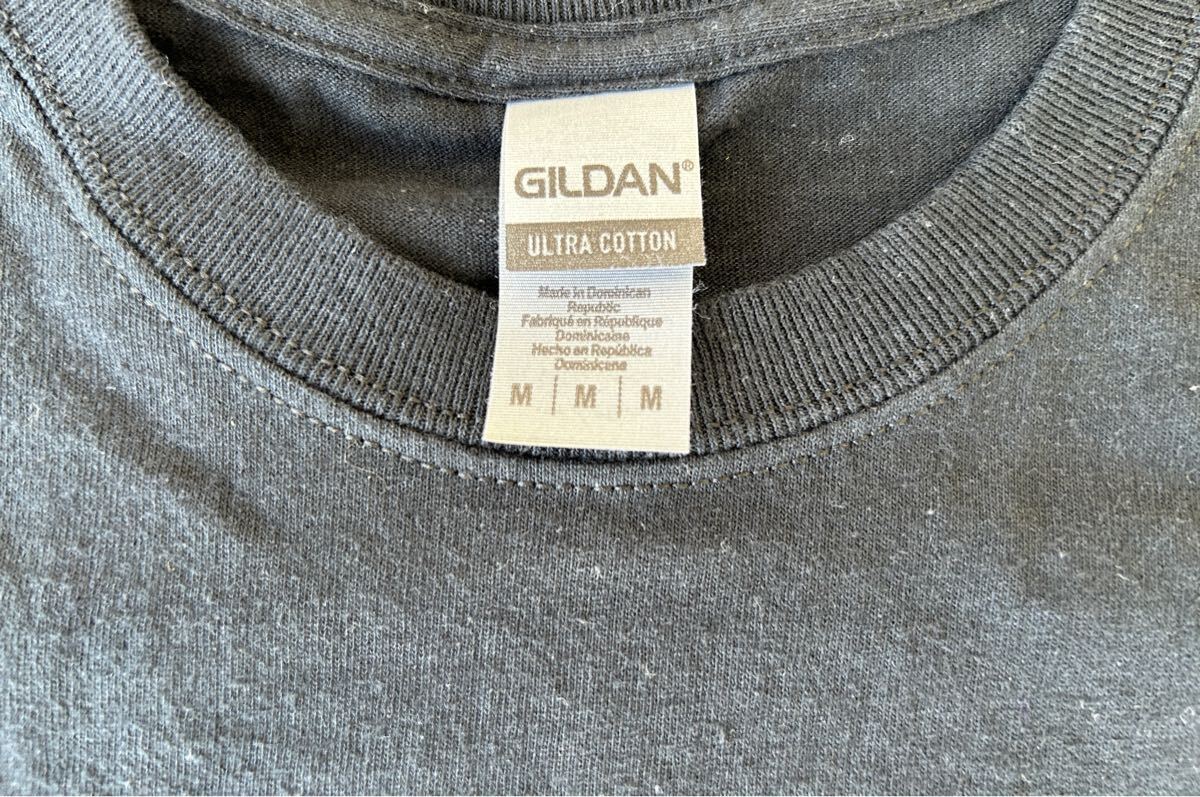 GILDAN®
ULTRA COTTON
Made in Dominican
Republic
Fabriqué en République
Dominicaine
Hecho en República
Dominicana
M | M | M